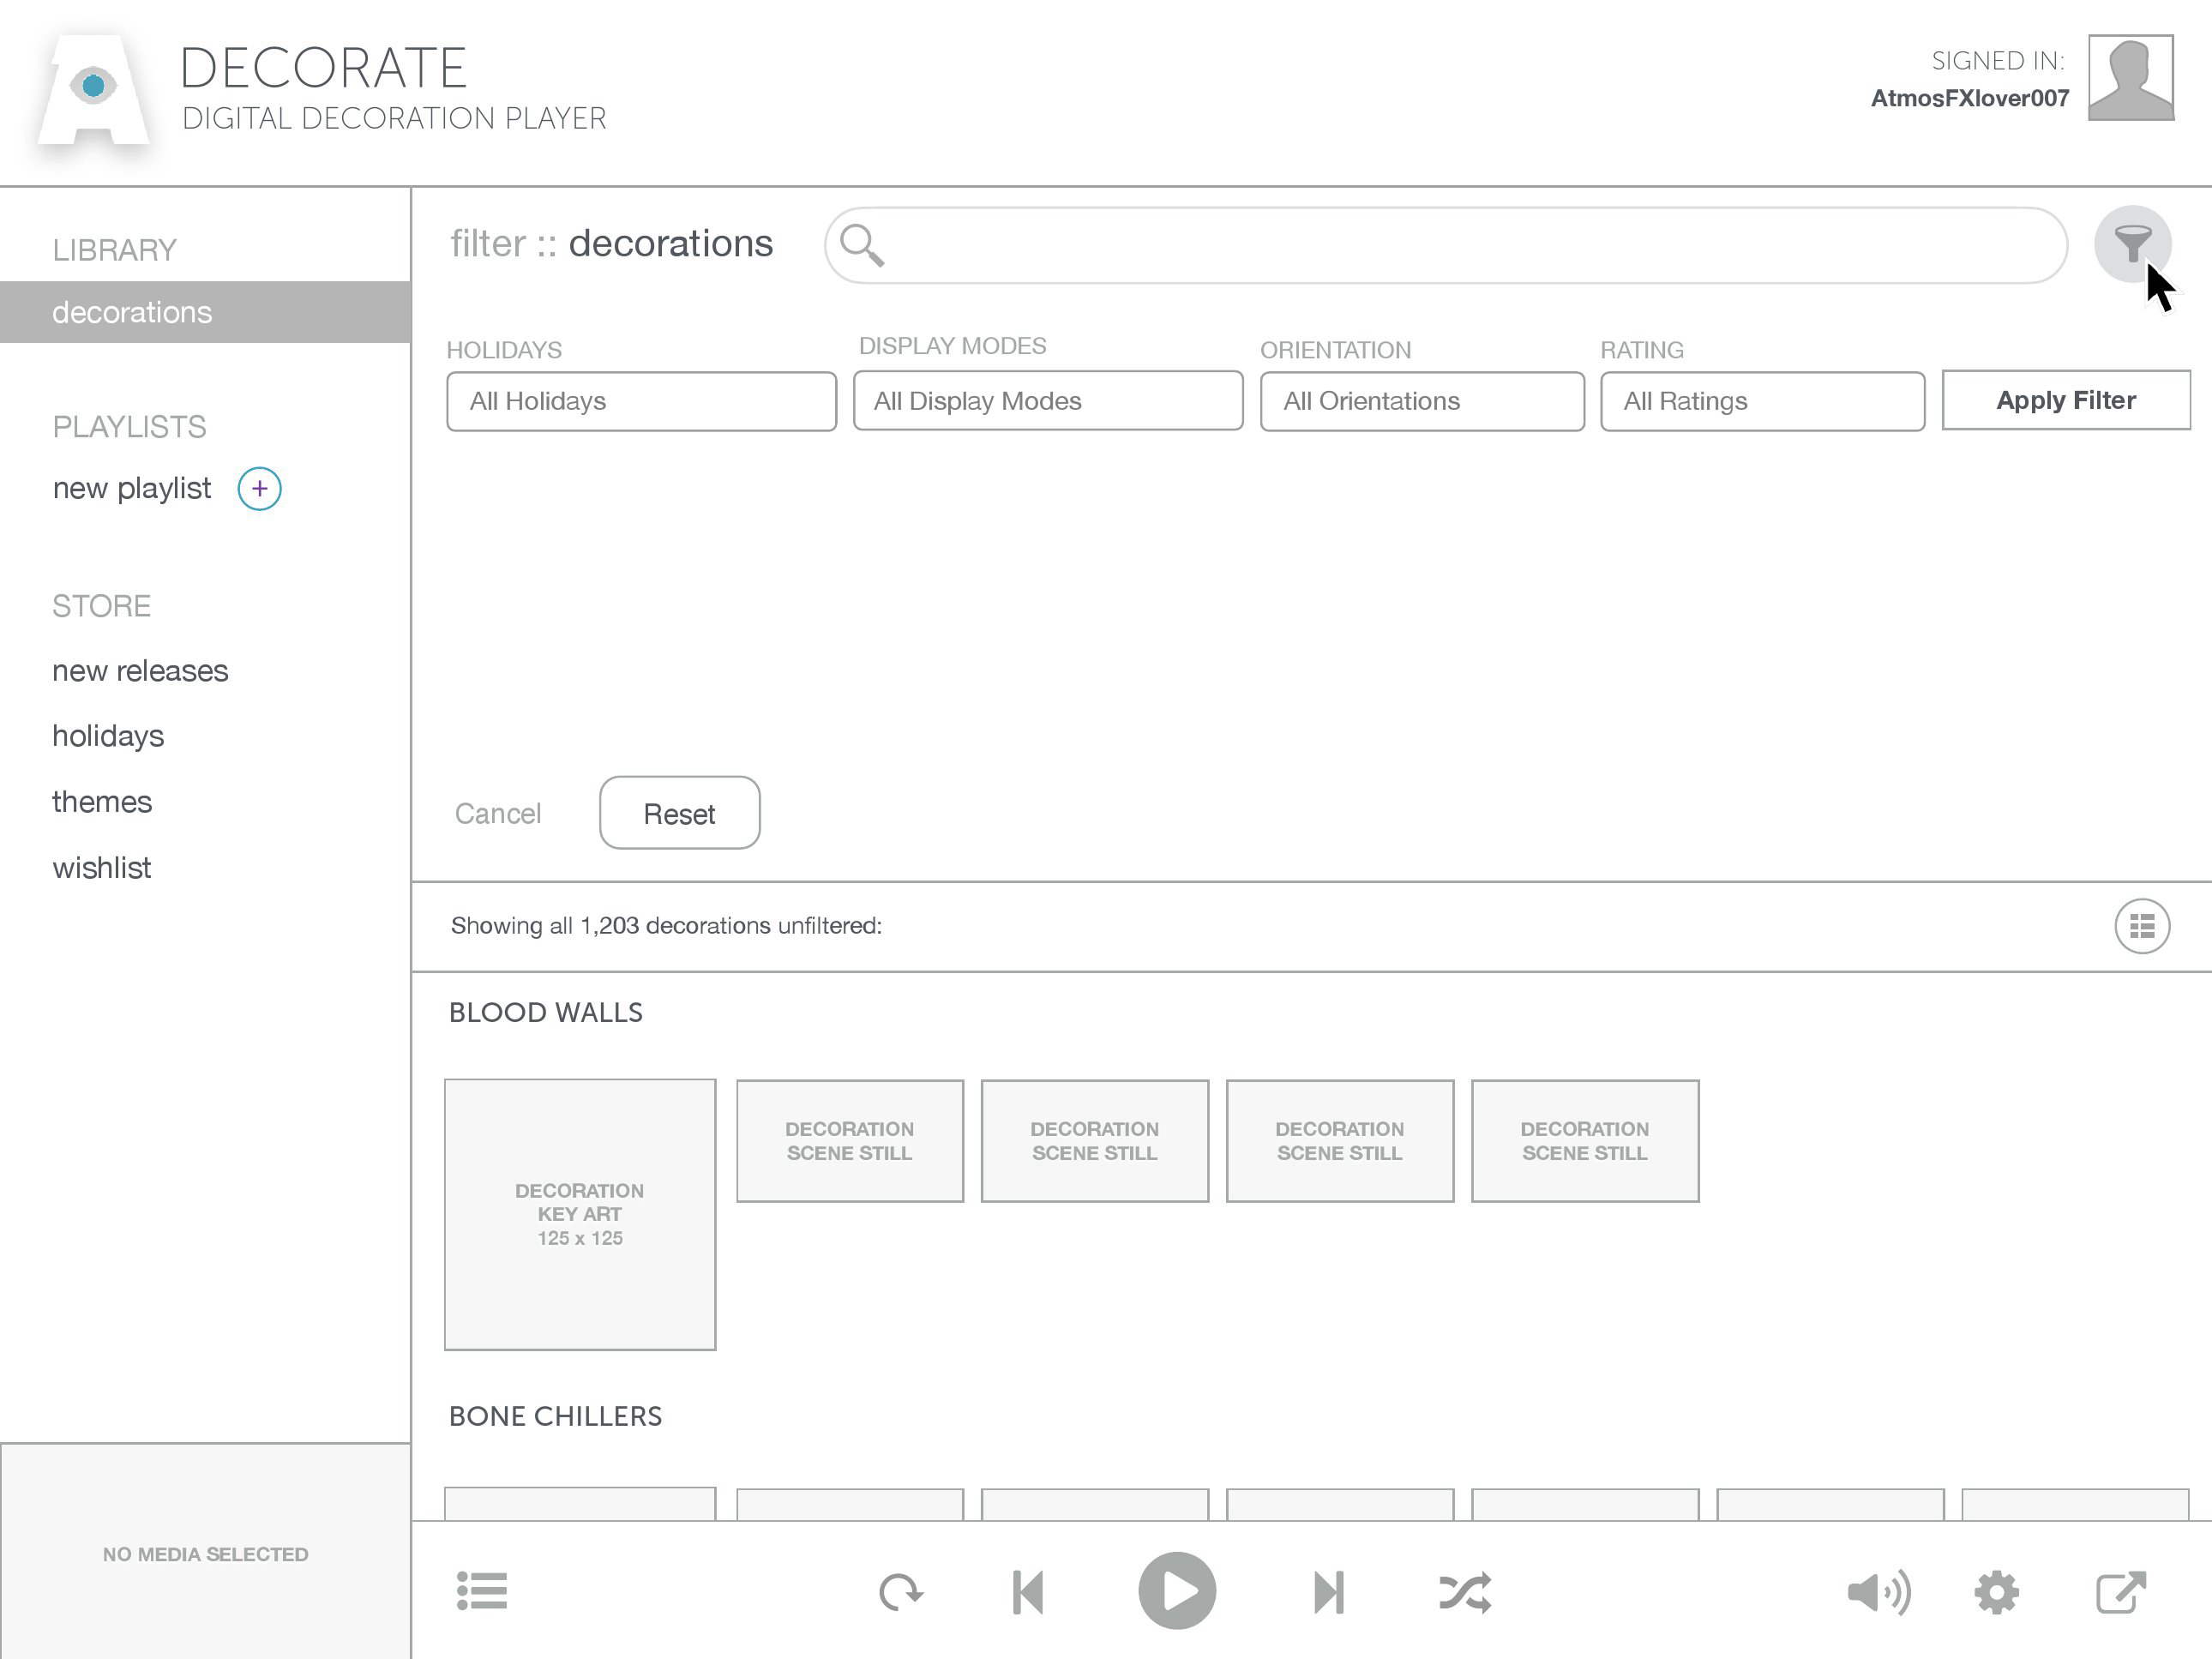 DECORATE
DIGITAL DECORATION PLAYER
SIGNED IN:
AtmosFXlover007
LIBRARY
decorations
PLAYLISTS
new playlist +
STORE
new releases
holidays
themes
wishlist
NO MEDIA SELECTED
filter :: decorations
HOLIDAYS
DISPLAY MODES
ORIENTATION
RATING
All Holidays
All Display Modes
All Orientations
All Ratings
Apply Filter
Cancel
Reset
Showing all 1,203 decorations unfiltered:
BLOOD WALLS
DECORATION
KEY ART
125 x 125
DECORATION
SCENE STILL
DECORATION
SCENE STILL
DECORATION
SCENE STILL
DECORATION
SCENE STILL
BONE CHILLERS